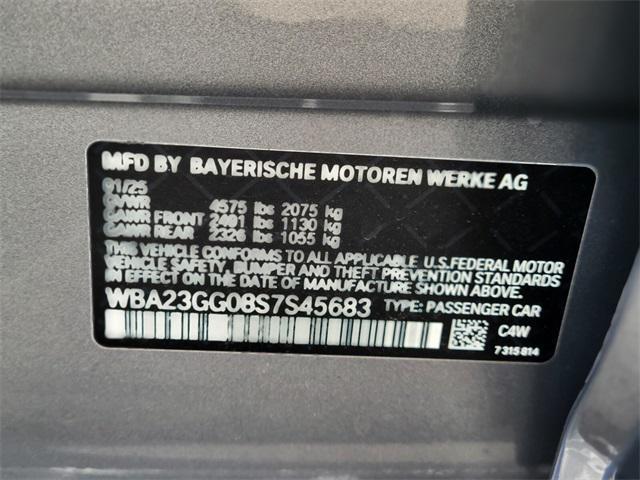 MFD BY BAYERISCHE MOTOREN WERKE AG
01/25
GVWR 4575 lbs 2075 kg
GAWR FRONT 2491 lbs 1130 kg
GAWR REAR 2326 lbs 1055 kg
THIS VEHICLE CONFORMS TO ALL APPLICABLE U.S.FEDERAL MOTOR
VEHICLE SAFETY, BUMPER AND THEFT PREVENTION STANDARDS
IN EFFECT ON THE DATE OF MANUFACTURE SHOWN ABOVE.
WBA23GG08S7S45683 TYPE: PASSENGER CAR
C4W
7315814